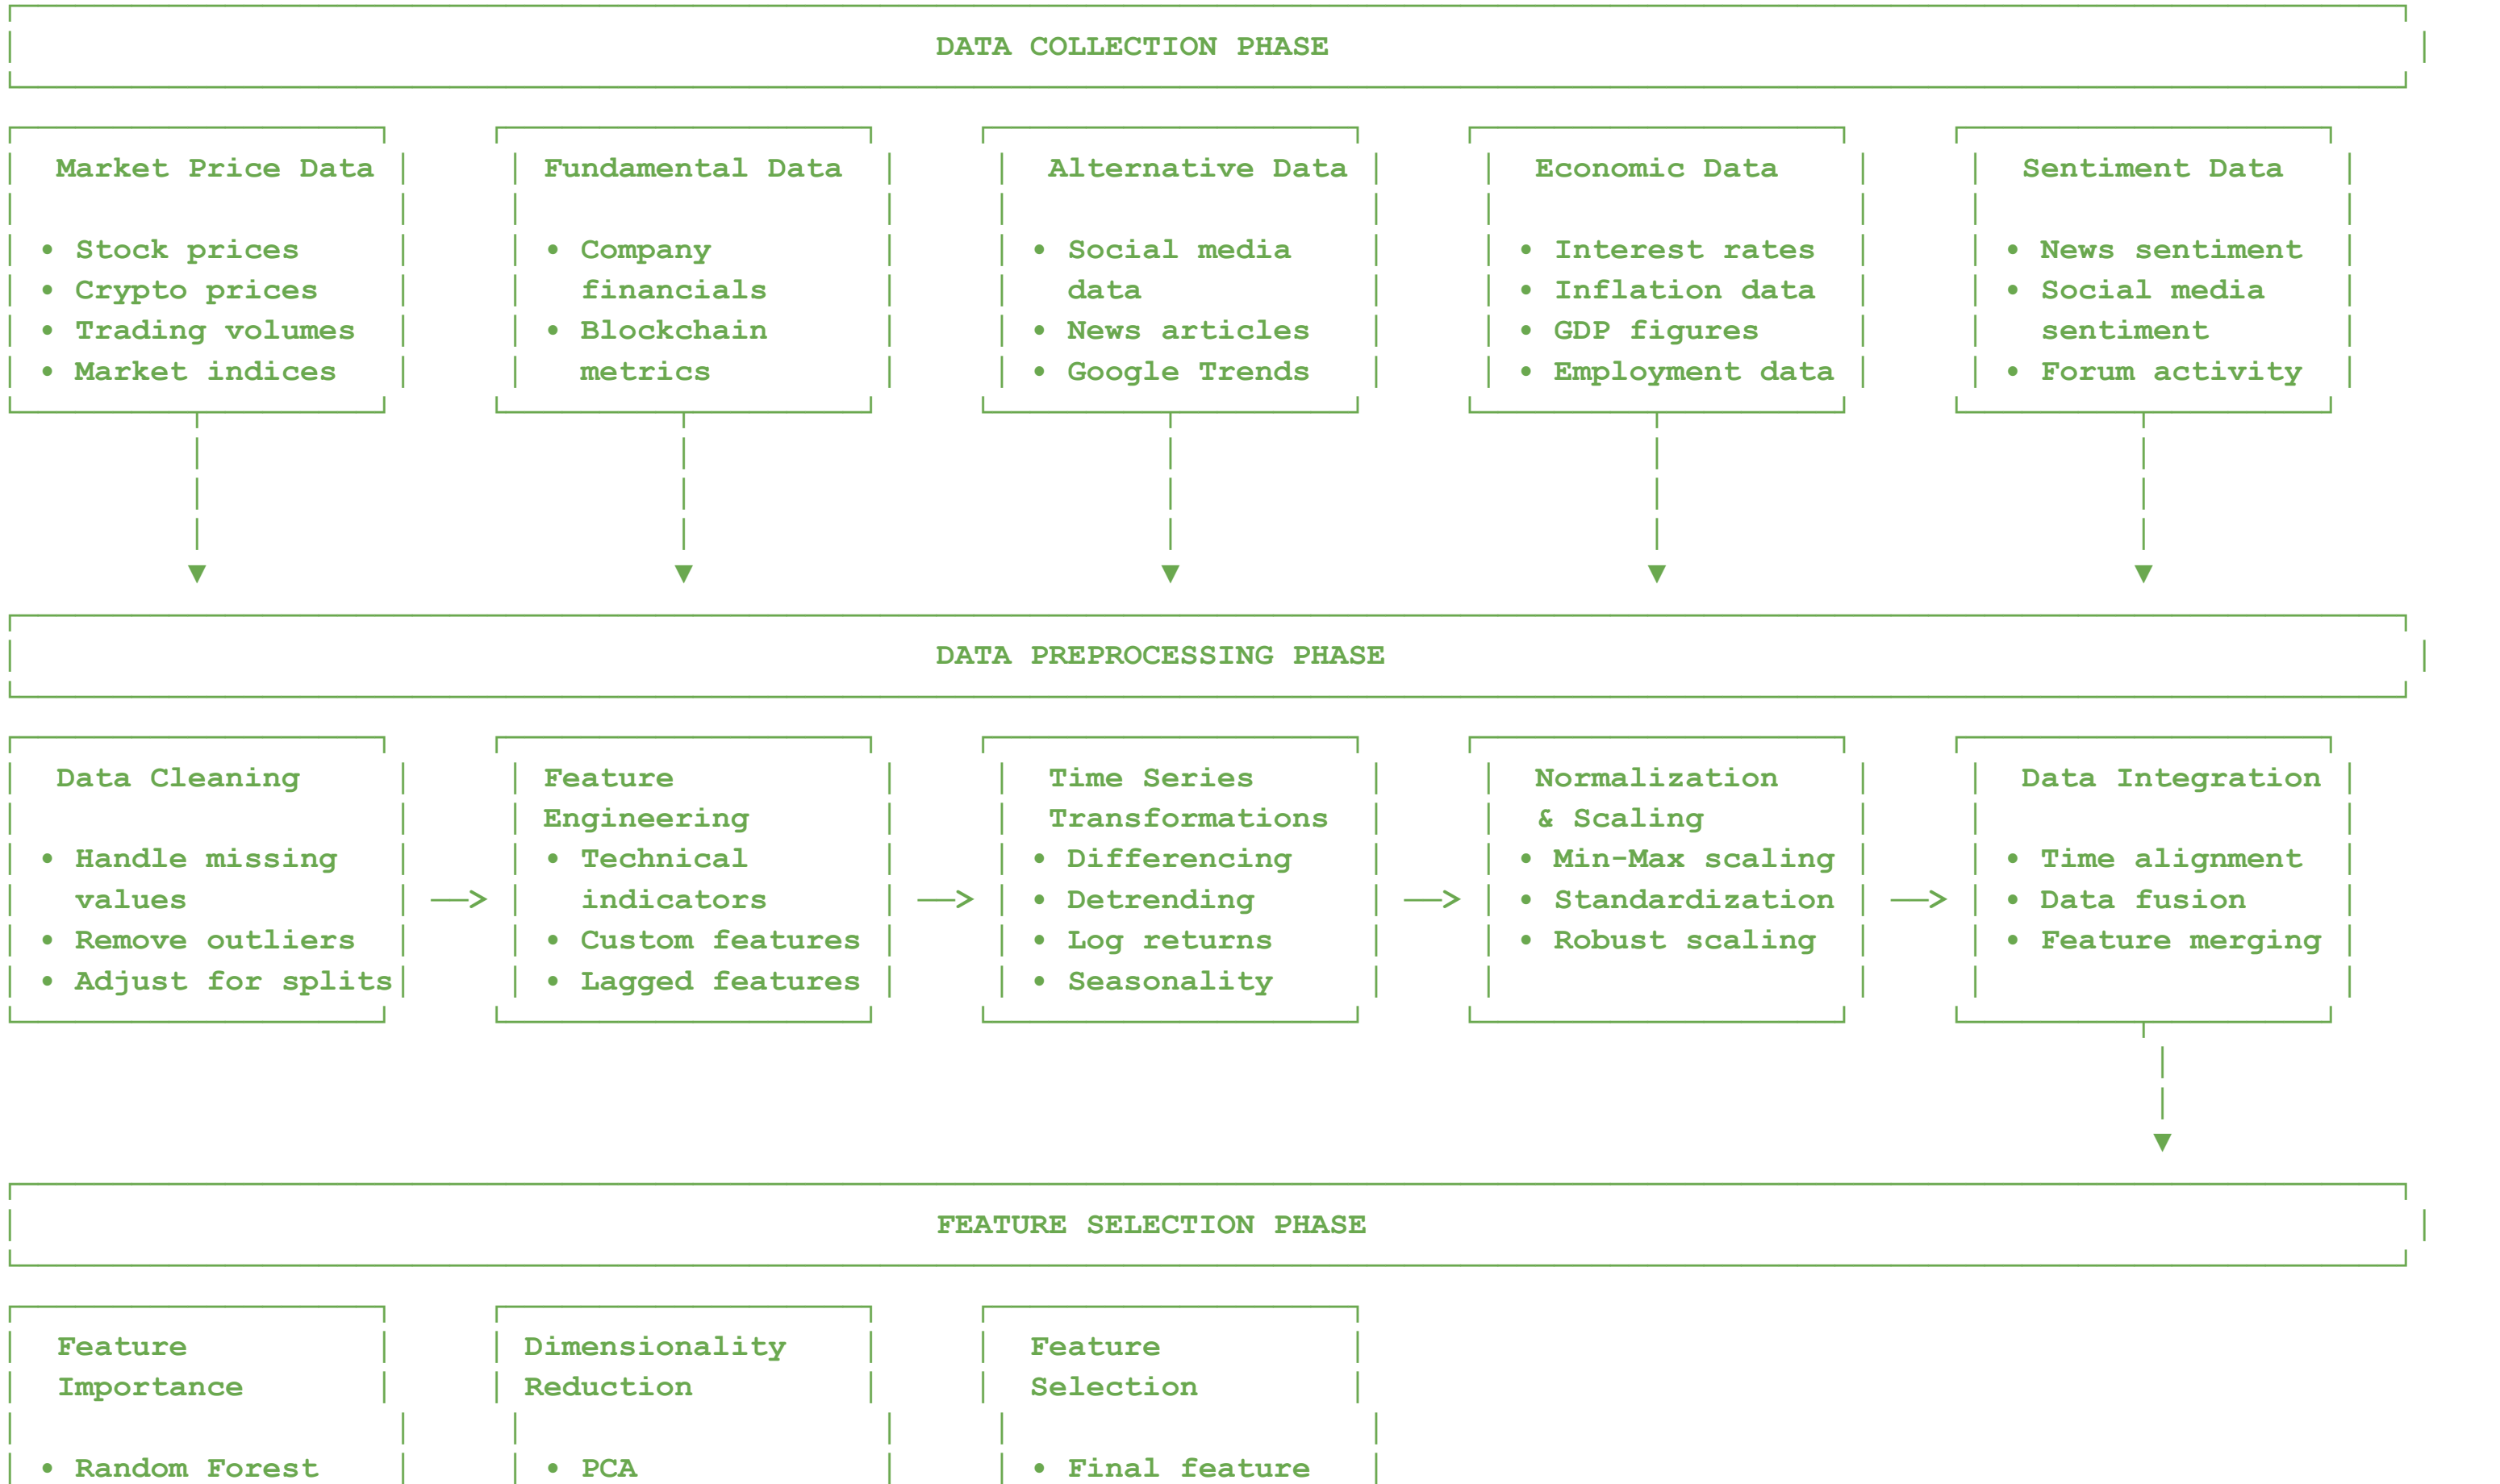 DATA COLLECTION PHASE
Market Price Data
• Stock prices
• Crypto prices
• Trading volumes
• Market indices
Fundamental Data
• Company
financials
• Blockchain
metrics
Alternative Data
• Social media
data
• News articles
• Google Trends
Economic Data
• Interest rates
• Inflation data
• GDP figures
• Employment data
Sentiment Data
• News sentiment
• Social media
sentiment
• Forum activity
DATA PREPROCESSING PHASE
Data Cleaning
• Handle missing
values
• Remove outliers
• Adjust for splits
Feature
Engineering
• Technical
indicators
• Custom features
• Lagged features
Time Series
Transformations
• Differencing
• Detrending
• Log returns
• Seasonality
Normalization
& Scaling
• Min-Max scaling
• Standardization
• Robust scaling
Data Integration
• Time alignment
• Data fusion
• Feature merging
FEATURE SELECTION PHASE
Feature
Importance
• Random Forest
Dimensionality
Reduction
• PCA
Feature
Selection
• Final feature